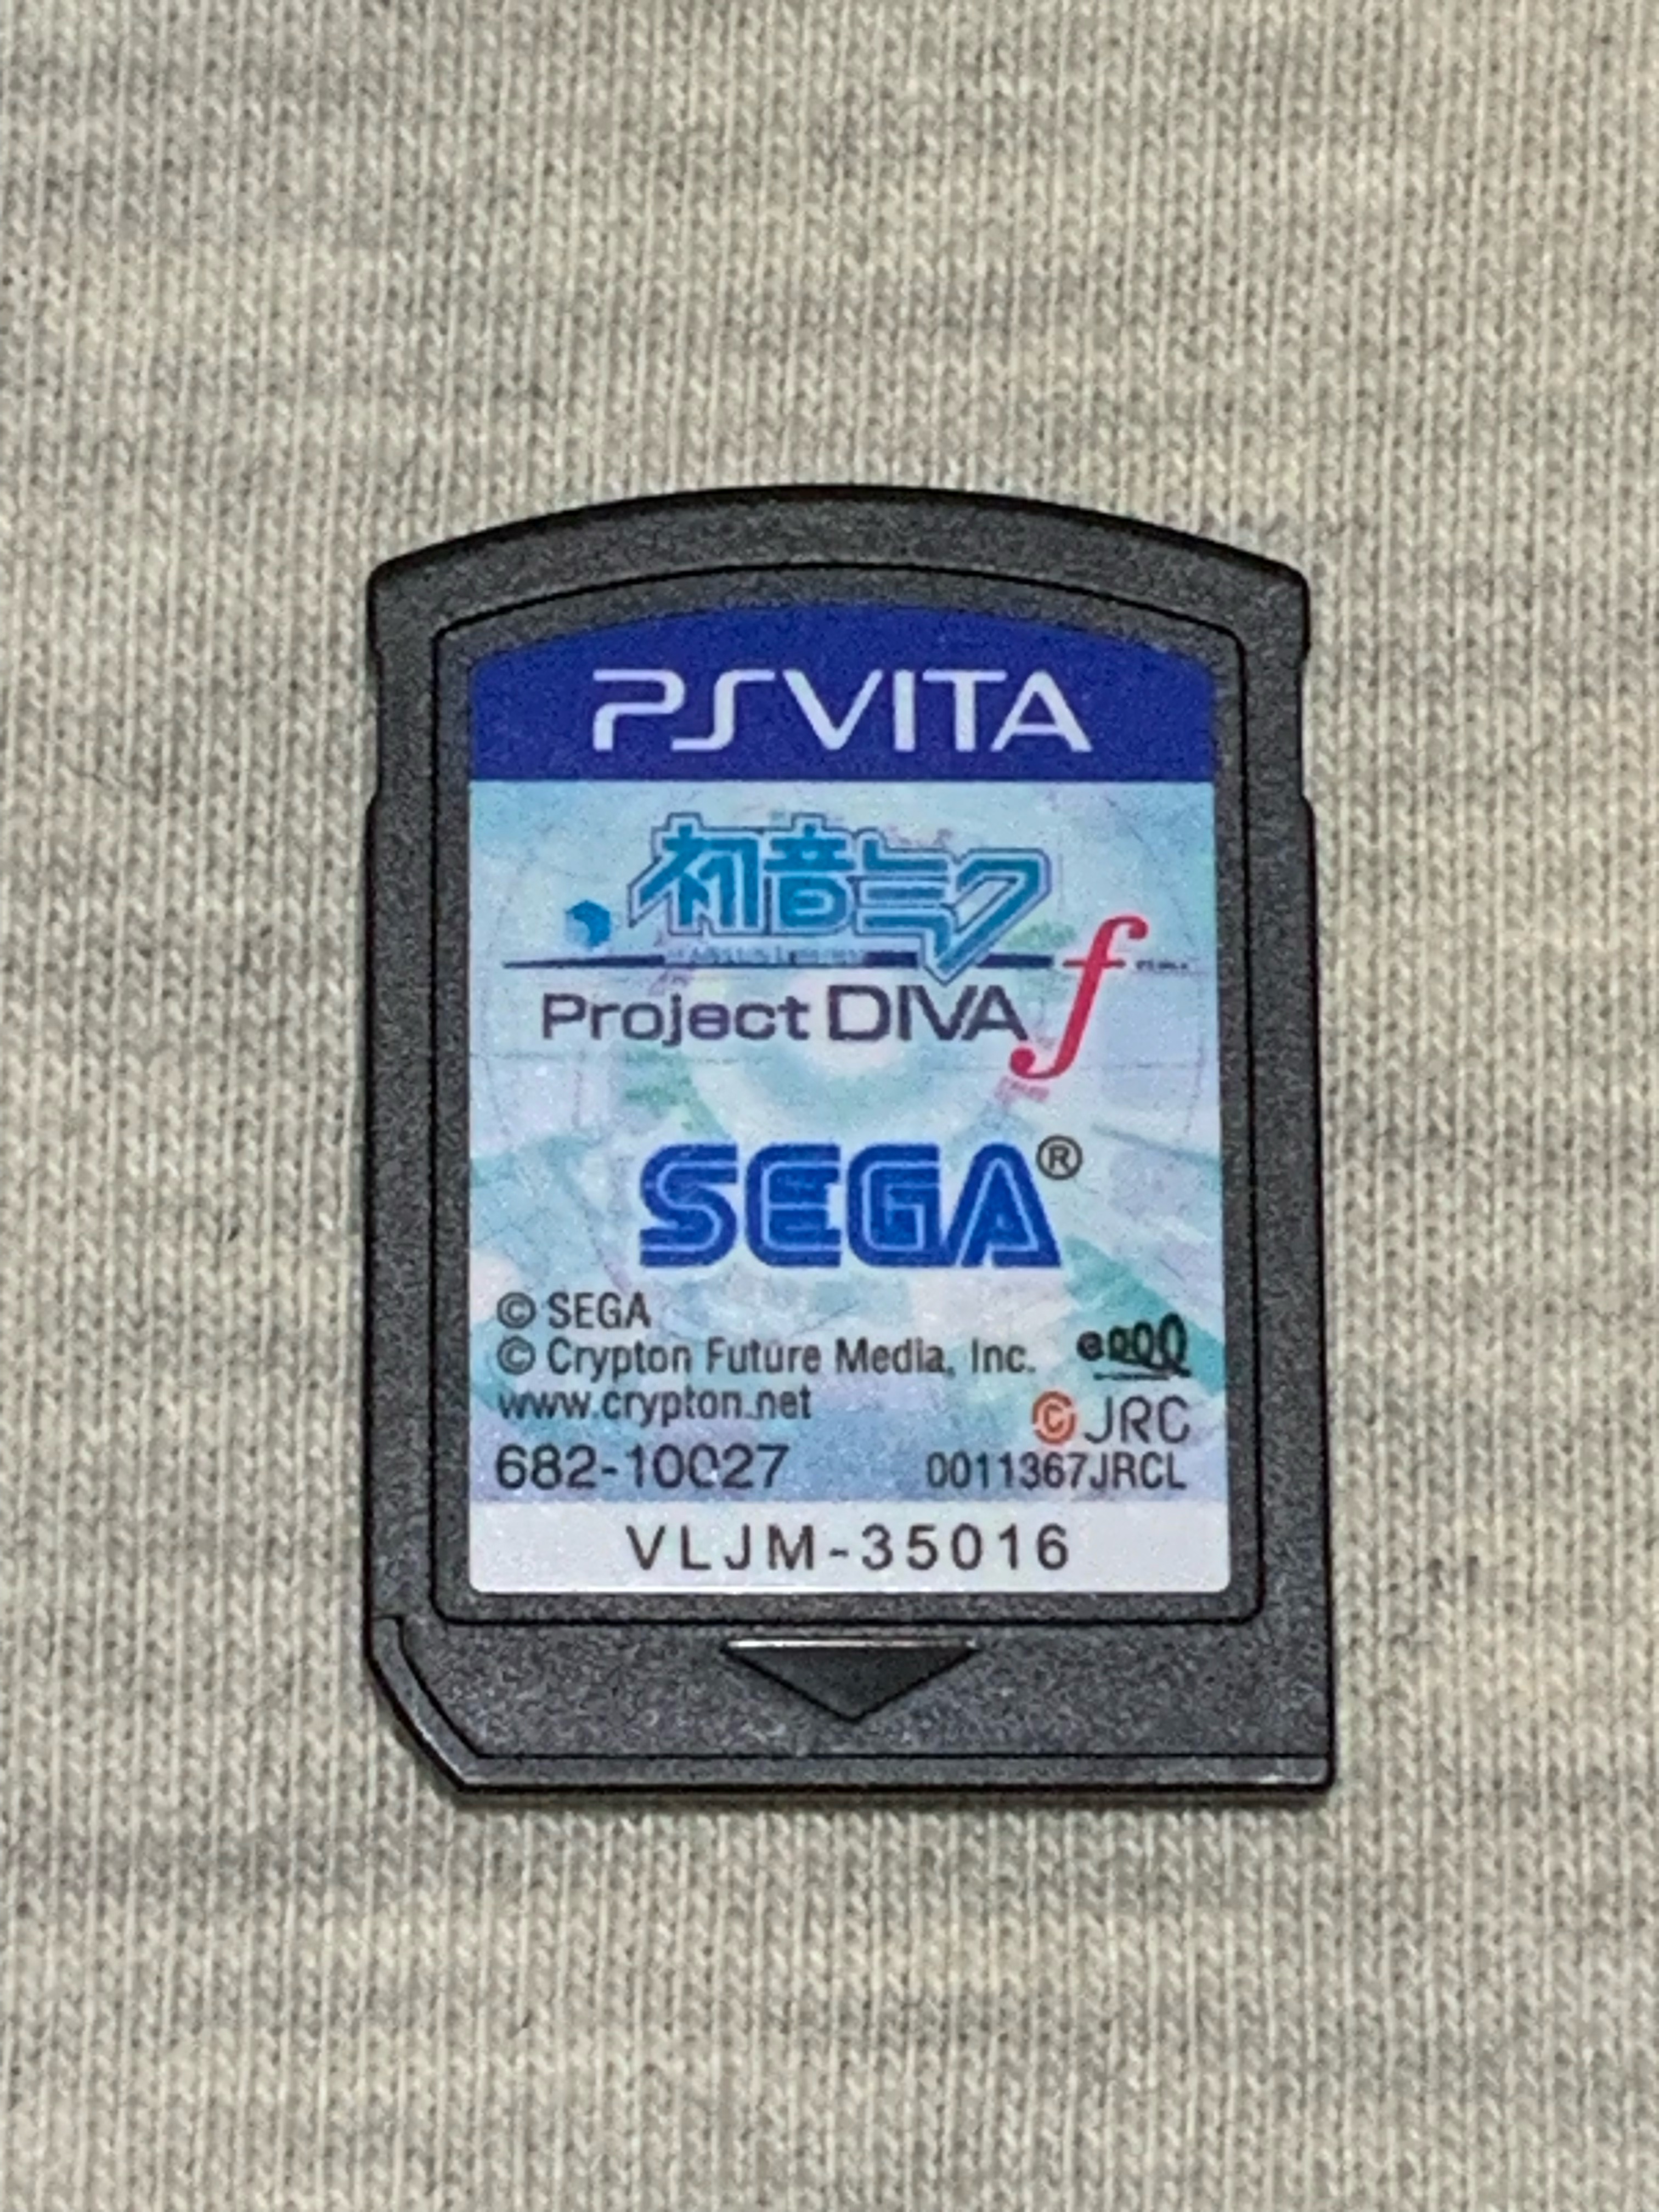 PSVITA
初音ミク
Project DIVA f
SEGA®
© SEGA
© Crypton Future Media, Inc.
www.crypton.net
©JRC
682-10027
0011367JRCL
VLJM-35016